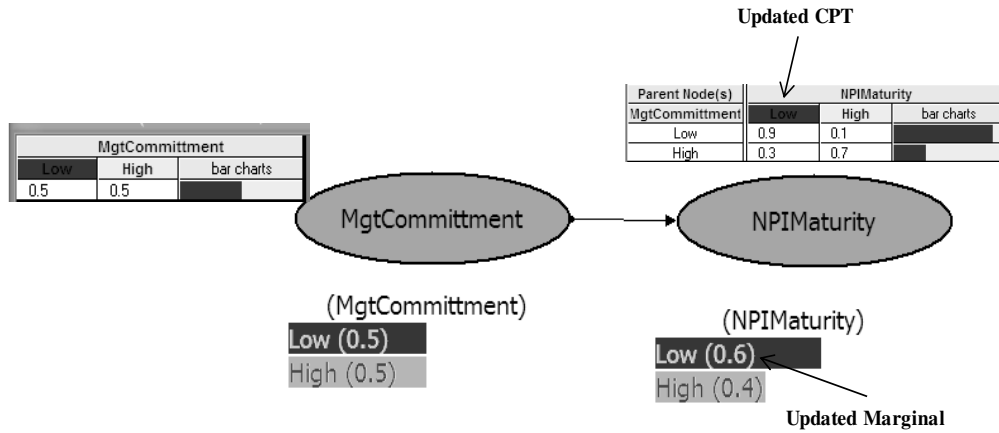 Updated CPT
Parent Node(s) NPIMaturity
MgtCommittment Low High bar charts
Low 0.9 0.1
High 0.3 0.7
MgtCommittment
Low High bar charts
0.5 0.5
MgtCommittment
NPIMaturity
(MgtCommittment)
Low (0.5)
High (0.5)
(NPIMaturity)
Low (0.6)
High (0.4)
Updated Marginal